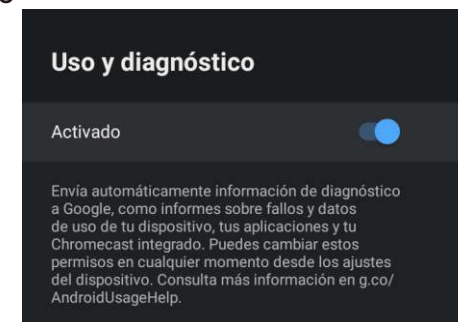 Uso y diagnóstico
Activado
Envía automáticamente información de diagnóstico
a Google, como informes sobre fallos y datos
de uso de tu dispositivo, tus aplicaciones y tu
Chromecast integrado. Puedes cambiar estos
permisos en cualquier momento desde los ajustes
del dispositivo. Consulta más información en g.co/
AndroidUsageHelp.